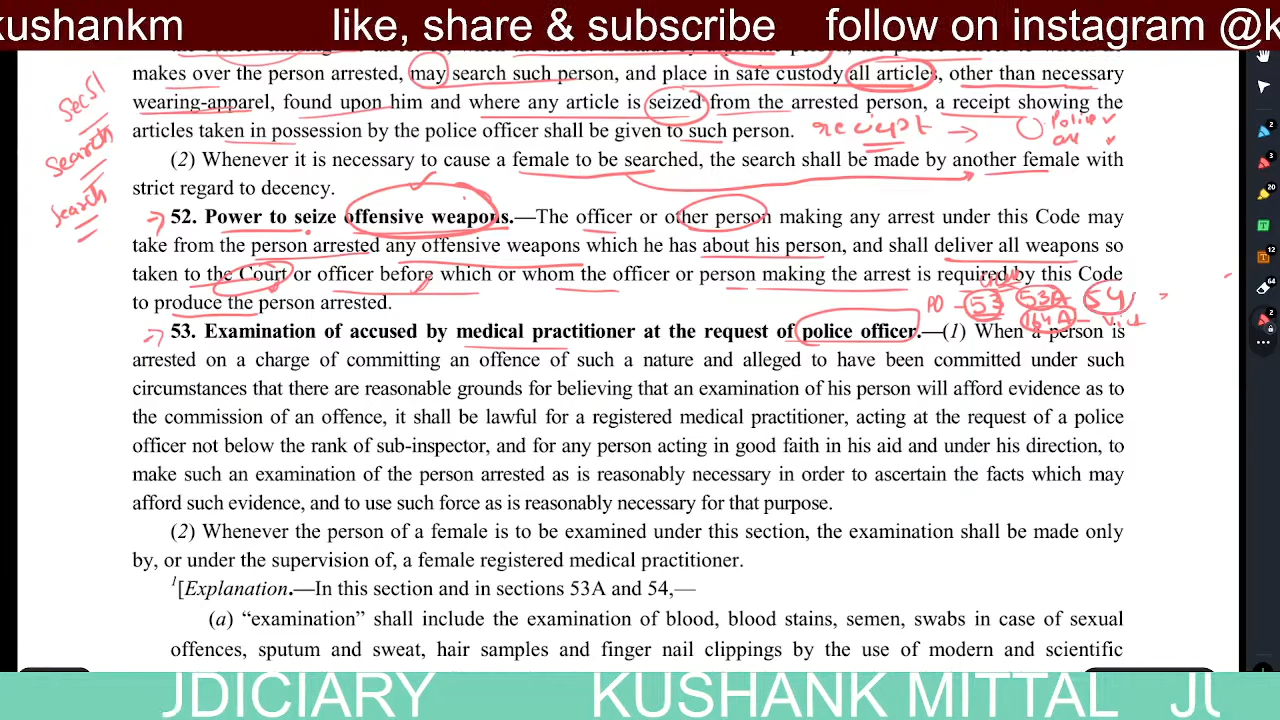 kushankm like, share & subscribe follow on instagram @k
makes over the person arrested, may search such person, and place in safe custody all articles, other than necessary
wearing-apparel, found upon him and where any article is seized from the arrested person, a receipt showing the
articles taken in possession by the police officer shall be given to such person.
Sec 51
Search
Search
receipt → Police
(2) Whenever it is necessary to cause a female to be searched, the search shall be made by another female with
strict regard to decency.
52. Power to seize offensive weapons.—The officer or other person making any arrest under this Code may
take from the person arrested any offensive weapons which he has about his person, and shall deliver all weapons so
taken to the Court or officer before which or whom the officer or person making the arrest is required by this Code
to produce the person arrested.
PO - 53 53A 54
164A - Vict
53. Examination of accused by medical practitioner at the request of police officer.—(1) When a person is
arrested on a charge of committing an offence of such a nature and alleged to have been committed under such
circumstances that there are reasonable grounds for believing that an examination of his person will afford evidence as to
the commission of an offence, it shall be lawful for a registered medical practitioner, acting at the request of a police
officer not below the rank of sub-inspector, and for any person acting in good faith in his aid and under his direction, to
make such an examination of the person arrested as is reasonably necessary in order to ascertain the facts which may
afford such evidence, and to use such force as is reasonably necessary for that purpose.
(2) Whenever the person of a female is to be examined under this section, the examination shall be made only
by, or under the supervision of, a female registered medical practitioner.
1[Explanation.—In this section and in sections 53A and 54,—
(a) “examination” shall include the examination of blood, blood stains, semen, swabs in case of sexual
offences, sputum and sweat, hair samples and finger nail clippings by the use of modern and scientific
JDICIARY KUSHANK MITTAL JU